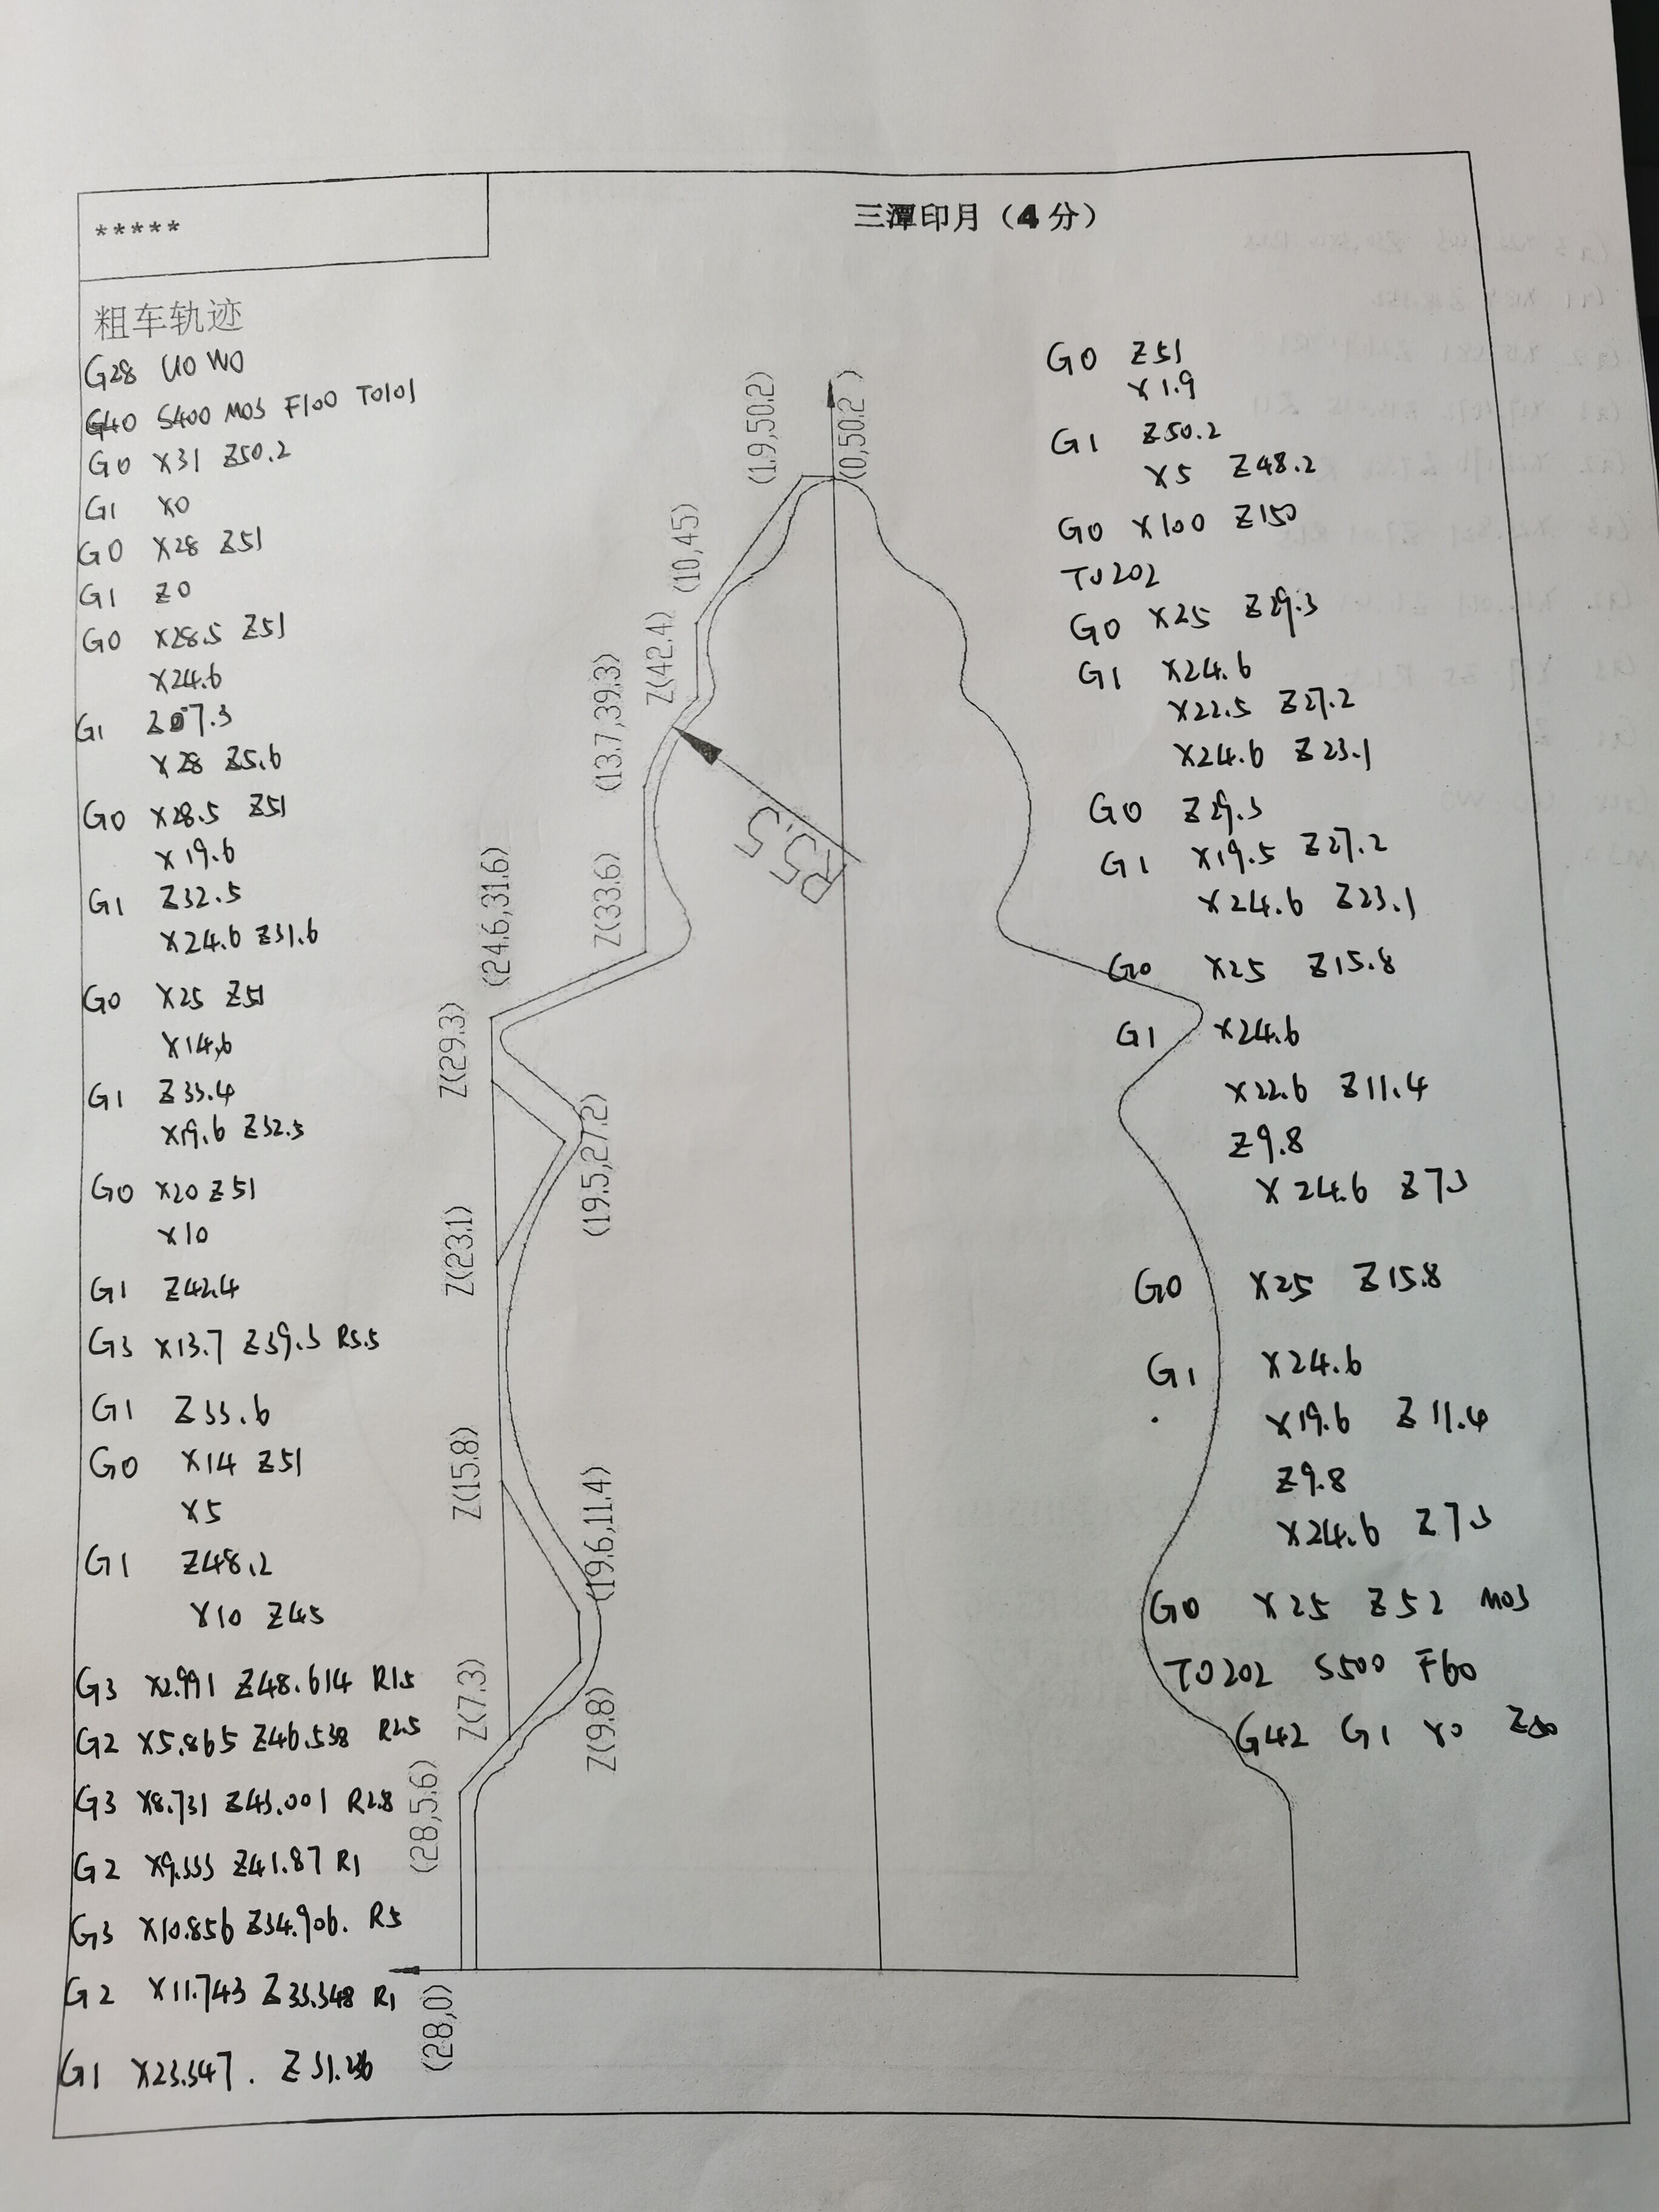 *****
三潭印月（4分）
粗车轨迹
G28 U0 W0
G40 S400 M03 F100 T0101
G0 X31 Z50.2
G1 X0
G0 X28 Z51
G1 Z0
G0 X28.5 Z51
X24.6
G1 Z7.3
X28 Z5.6
G0 X28.5 Z51
X19.6
G1 Z32.5
X24.6 Z31.6
G0 X25 Z51
X14.6
G1 Z33.4
X19.6 Z32.5
G0 X20 Z51
X10
G1 Z42.4
G3 X13.7 Z39.3 R5.5
G1 Z33.6
G0 X14 Z51
X5
G1 Z48.2
X10 Z45
G3 X2.991 Z48.614 R1.5
G2 X5.865 Z46.538 R2.5
G3 X8.731 Z43.001 R2.8
G2 X9.333 Z41.87 R1
G3 X10.856 Z34.906. R5
G2 X11.743 Z33.348 R1
G1 X23.347. Z31.26
(1.9,50.2)
(0,50.2)
(10,45)
Z(42.4)
(13.7,39.3)
R5.5
Z(33.6)
(24.6,31.6)
Z(29.3)
(19.5,27.2)
Z(23.1)
Z(15.8)
(19.6,11.4)
Z(9.8)
Z(7.3)
(28,5.6)
(28,0)
G0 Z51
X1.9
G1 Z50.2
X5 Z48.2
G0 X100 Z150
T0202
G0 X25 Z29.3
G1 X24.6
X22.5 Z27.2
X24.6 Z23.1
G0 Z29.3
G1 X19.5 Z27.2
X24.6 Z23.1
G0 X25 Z15.8
G1 X24.6
X22.6 Z11.4
Z9.8
X24.6 Z7.3
G0 X25 Z15.8
G1 X24.6
X19.6 Z11.4
Z9.8
X24.6 Z7.3
G0 X25 Z52 M03
T0202 S500 F60
G42 G1 X0 Z50